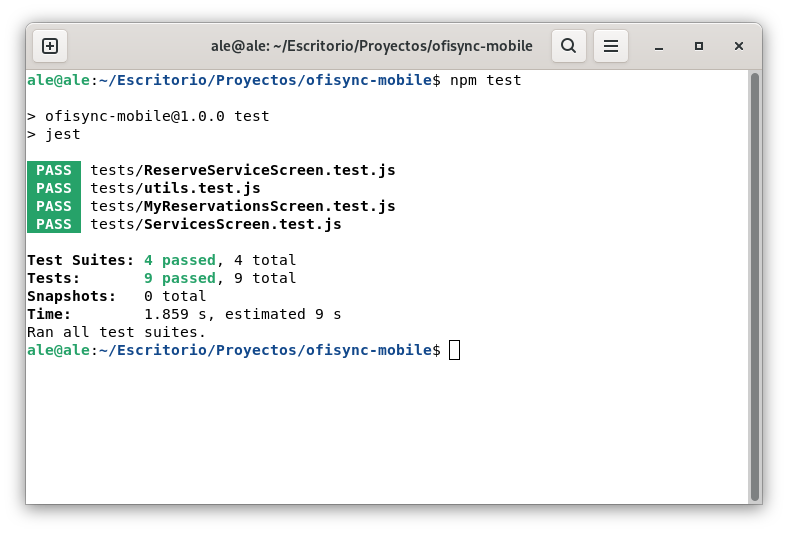 ale@ale: ~/Escritorio/Proyectos/ofisync-mobile
ale@ale:~/Escritorio/Proyectos/ofisync-mobile$ npm test
> ofisync-mobile@1.0.0 test
> jest
PASS tests/ReserveServiceScreen.test.js
PASS tests/utils.test.js
PASS tests/MyReservationsScreen.test.js
PASS tests/ServicesScreen.test.js
Test Suites: 4 passed, 4 total
Tests: 9 passed, 9 total
Snapshots: 0 total
Time: 1.859 s, estimated 9 s
Ran all test suites.
ale@ale:~/Escritorio/Proyectos/ofisync-mobile$